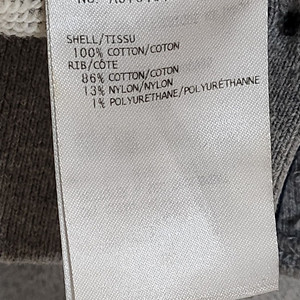 SHELL/TISSU
100% COTTON/COTON
RIB/CÔTE
86% COTTON/COTON
13% NYLON/NYLON
1% POLYURETHANE/POLYURÉTHANNE